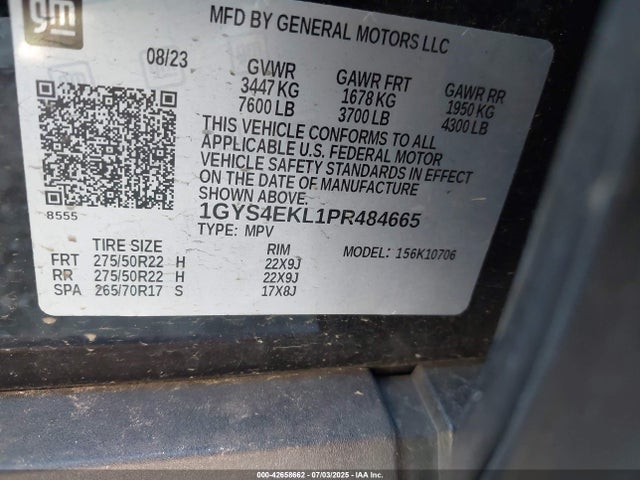 gm
MFD BY GENERAL MOTORS LLC
08/23
GVWR
3447 KG
7600 LB
GAWR FRT
1678 KG
3700 LB
GAWR RR
1950 KG
4300 LB
THIS VEHICLE CONFORMS TO ALL
APPLICABLE U.S. FEDERAL MOTOR
VEHICLE SAFETY STANDARDS IN EFFECT
ON THE DATE OF MANUFACTURE
SHOWN ABOVE.
8555
1GYS4EKL1PR484665
TYPE: MPV
TIRE SIZE
RIM
MODEL: 156K10706
FRT 275/50R22 H 22X9J
RR 275/50R22 H 22X9J
SPA 265/70R17 S 17X8J
000-42658662 - 07/03/2025 - IAA Inc.